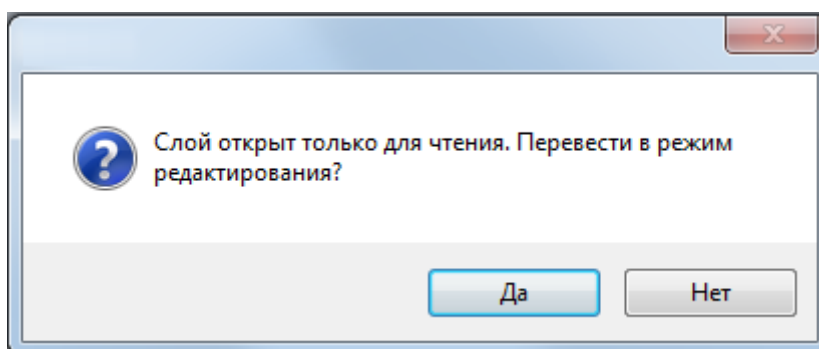 Слой открыт только для чтения. Перевести в режим
редактирования?
Да
Нет